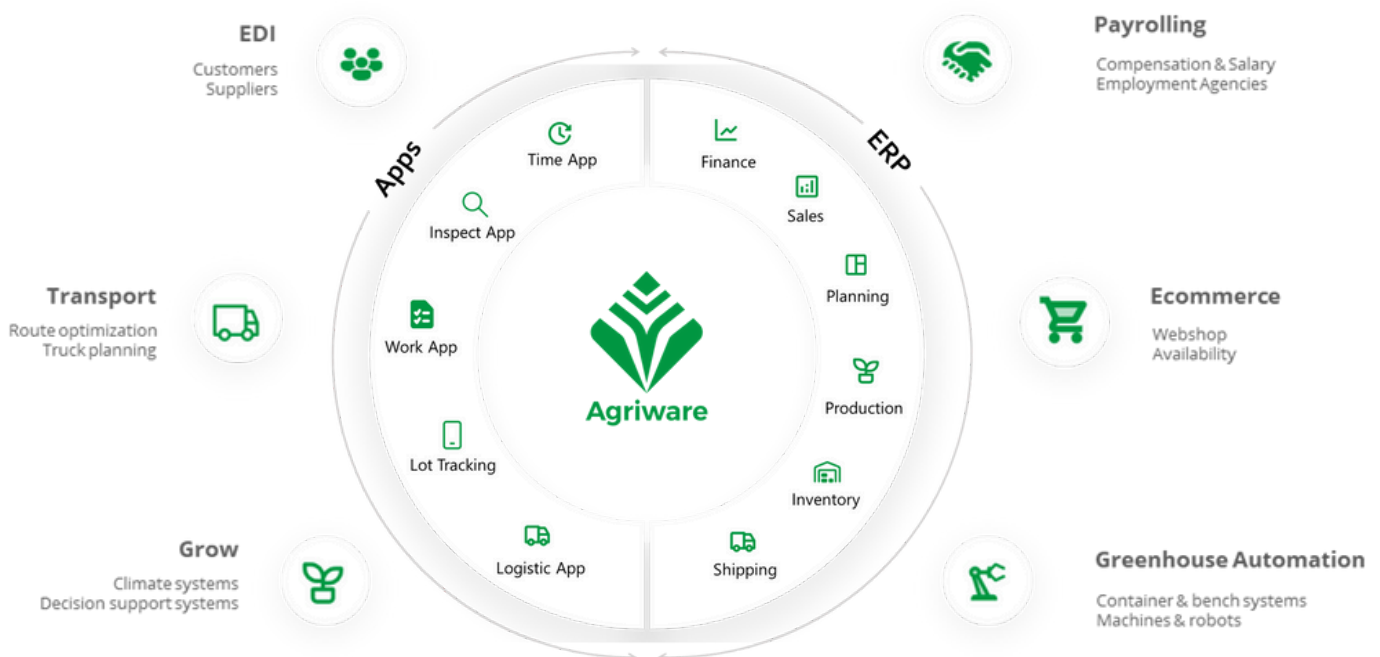 EDI
Customers
Suppliers
Payrolling
Compensation & Salary
Employment Agencies
Apps
ERP
Time App
Finance
Inspect App
Sales
Work App
Planning
Lot Tracking
Production
Logistic App
Inventory
Shipping
Agriware
Transport
Route optimization
Truck planning
Ecommerce
Webshop
Availability
Grow
Climate systems
Decision support systems
Greenhouse Automation
Container & bench systems
Machines & robots